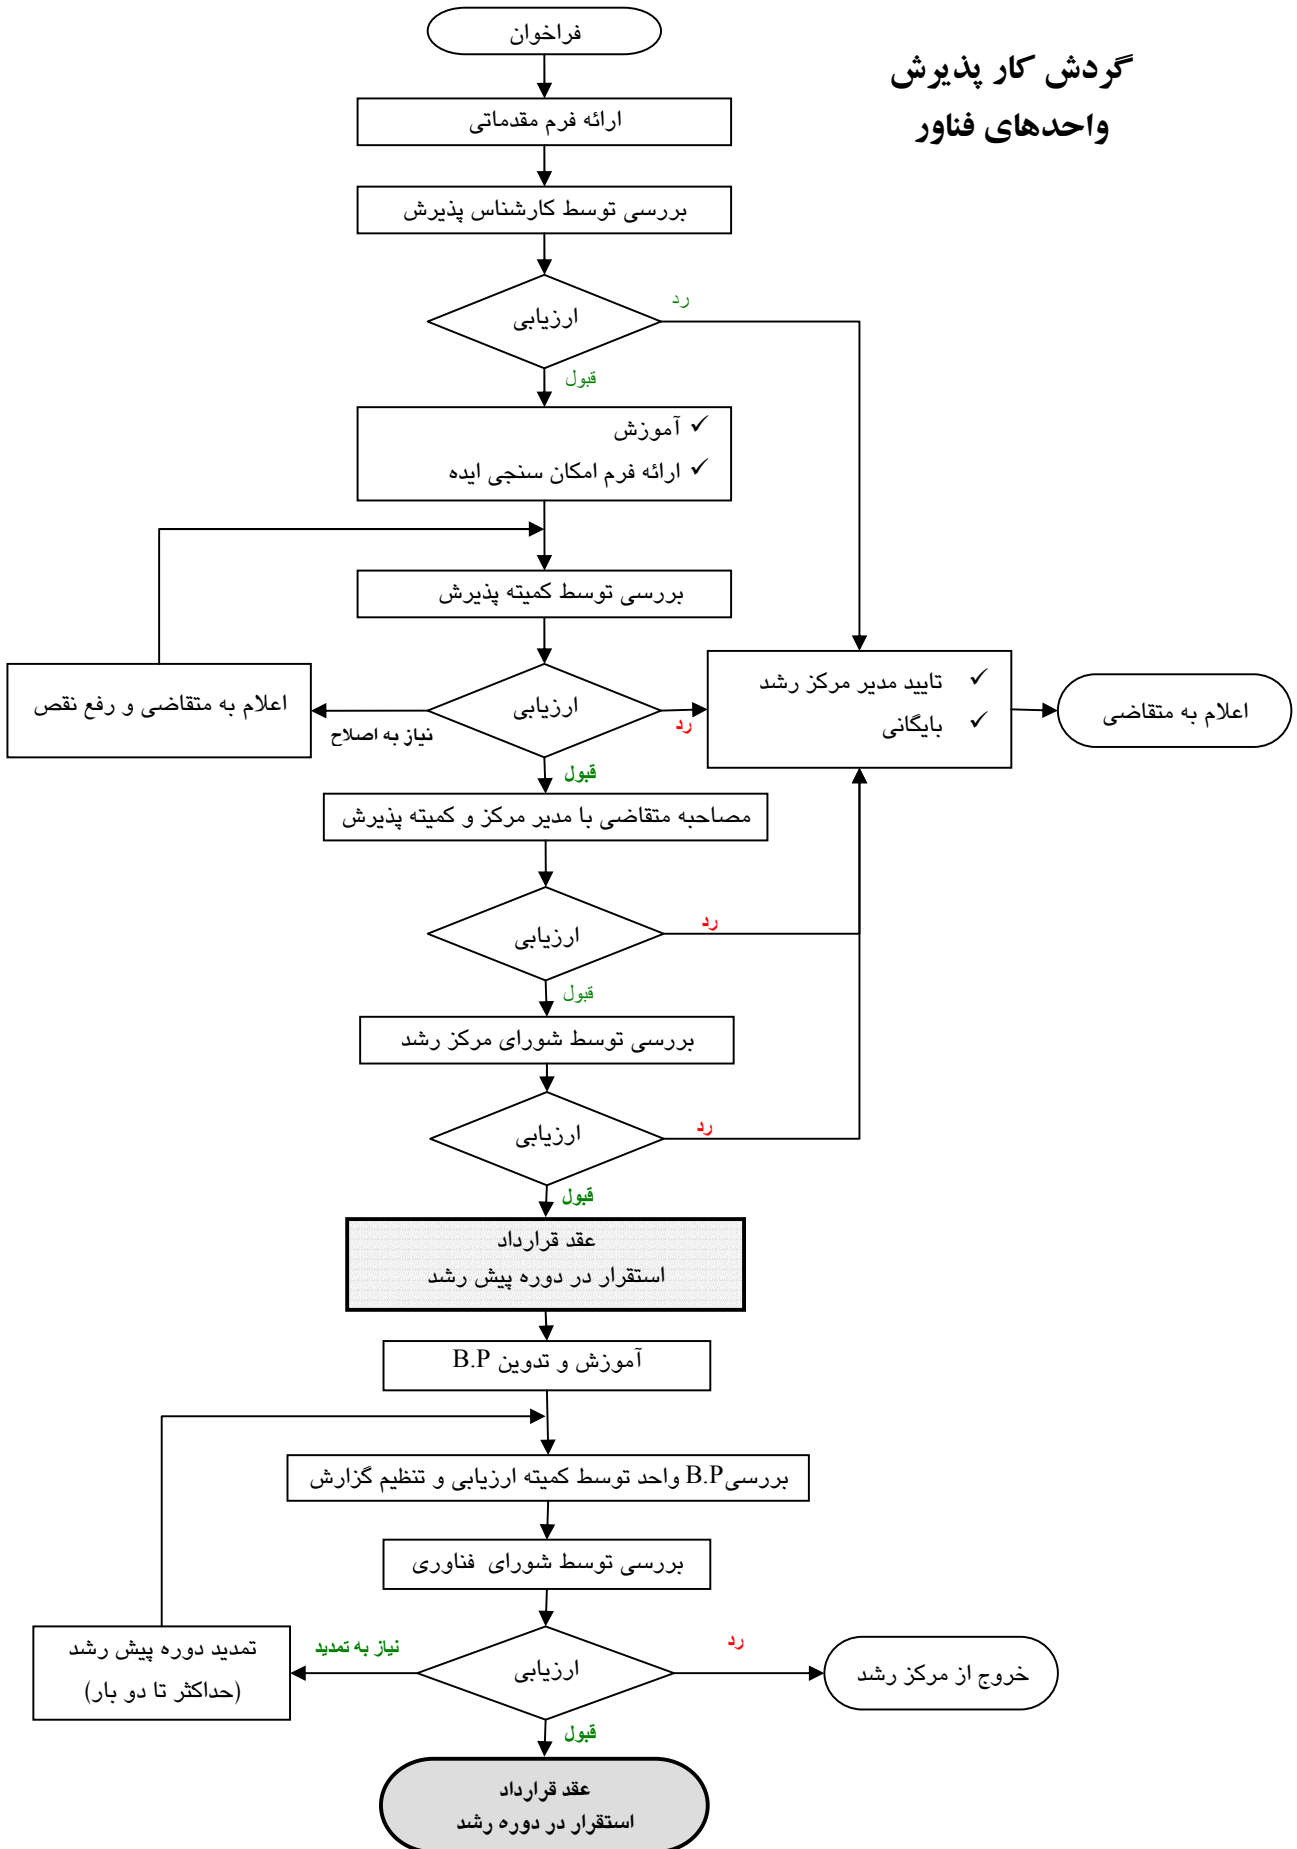 گردش کار پذیرش
واحدهای فناور
فراخوان
ارائه فرم مقدماتی
بررسی توسط کارشناس پذیرش
ارزیابی
رد
قبول
✓ آموزش
✓ ارائه فرم امکان سنجی ایده
بررسی توسط کمیته پذیرش
ارزیابی
رد
نیاز به اصلاح
اعلام به متقاضی و رفع نقص
✓ تایید مدیر مرکز رشد
✓ بایگانی
اعلام به متقاضی
قبول
مصاحبه متقاضی با مدیر مرکز و کمیته پذیرش
ارزیابی
رد
قبول
بررسی توسط شورای مرکز رشد
ارزیابی
رد
قبول
عقد قرارداد
استقرار در دوره پیش رشد
آموزش و تدوین B.P
بررسیB.P واحد توسط کمیته ارزیابی و تنظیم گزارش
بررسی توسط شورای فناوری
ارزیابی
رد
خروج از مرکز رشد
نیاز به تمدید
تمدید دوره پیش رشد
(حداکثر تا دو بار)
قبول
عقد قرارداد
استقرار در دوره رشد